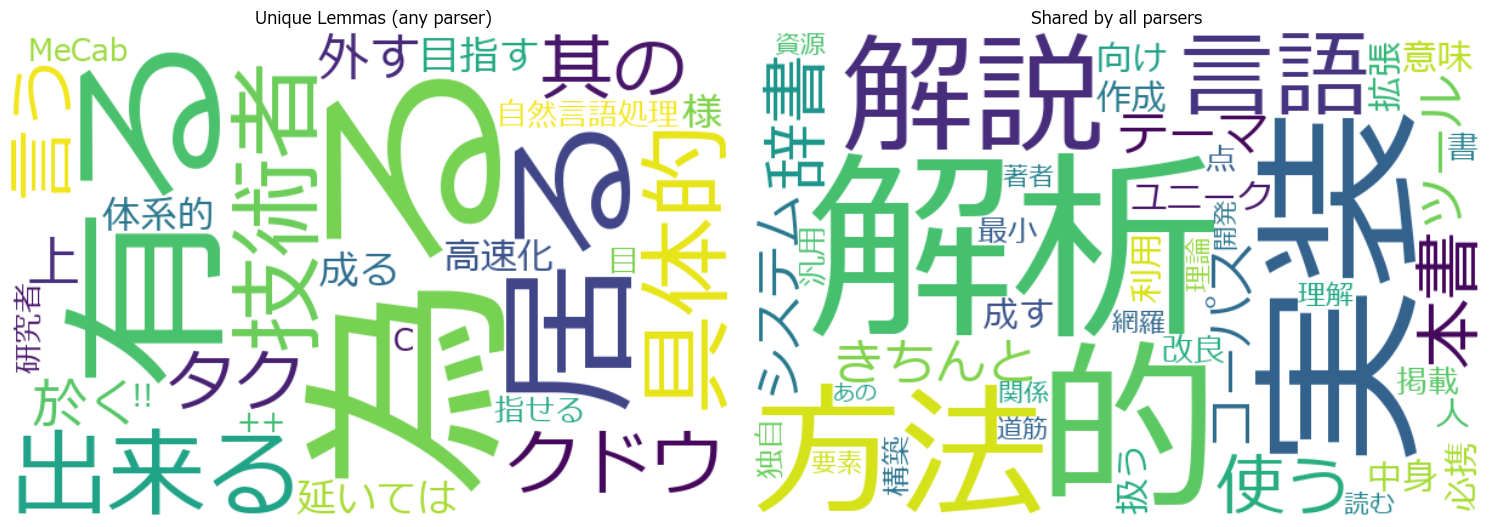 Unique Lemmas (any parser)
MeCab
言う
有る
為る
技術者
外す
目指す
其の
自然言語処理
様
居る
具体的
体系的
上
成る
高速化
目
研究者
C
タク
於く
!!
++
指せる
出来る
延いては
クドウ
Shared by all parsers
資源
辞書
解説
向け
作成
言語
拡張
意味
ツール
テーマ
点
書
解析
著者
ユニーク
実装
システム
汎用
最小
利用
理論
開発
コーパス
理解
本書
成す
網羅
きちんと
改良
あの
関係
掲載
人
方法
的
道筋
独自
要素
構築
扱う
使う
中身
読む
必携